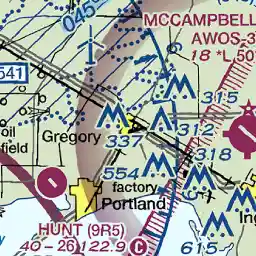 045
MCCAMPBELL
AWOS-3
18 *L 50
541
315
Gregory
312
oil
field
337
318
554
factory
Portland
Ing
HUNT (9R5)
40 - 26 122.9 C
615